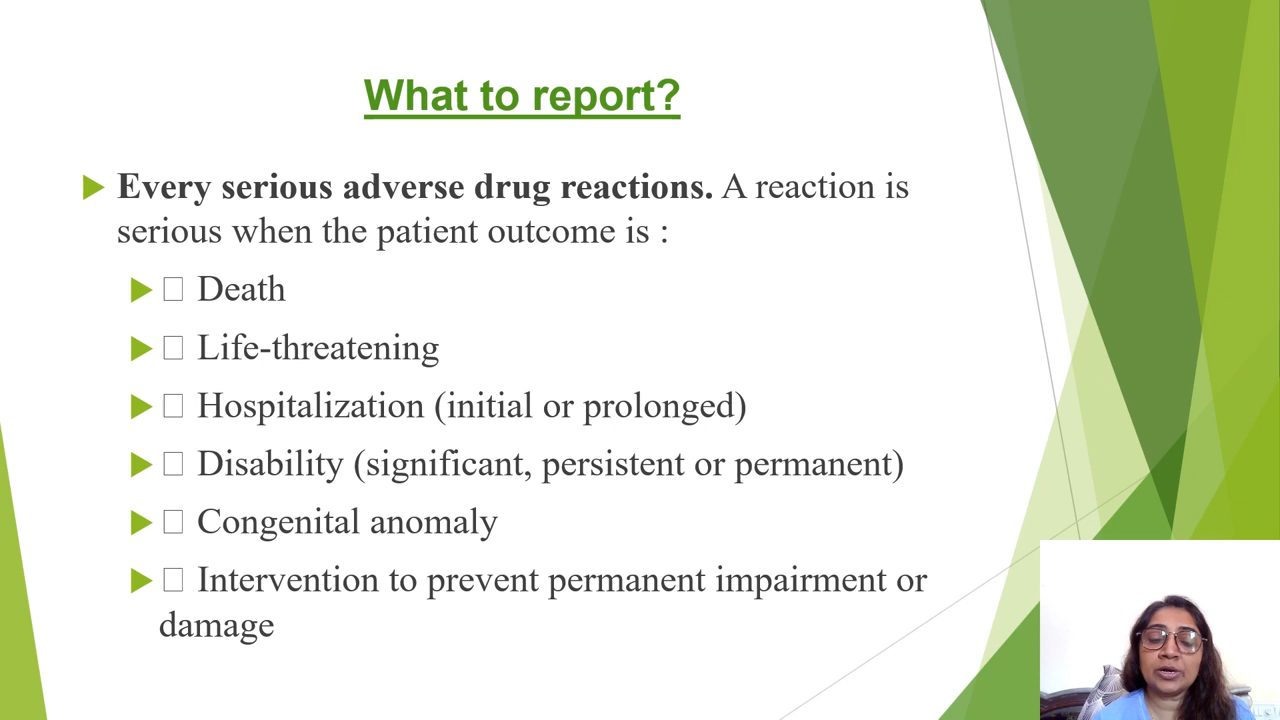 What to report?
Every serious adverse drug reactions. A reaction is
serious when the patient outcome is :
Death
Life-threatening
Hospitalization (initial or prolonged)
Disability (significant, persistent or permanent)
Congenital anomaly
Intervention to prevent permanent impairment or
damage